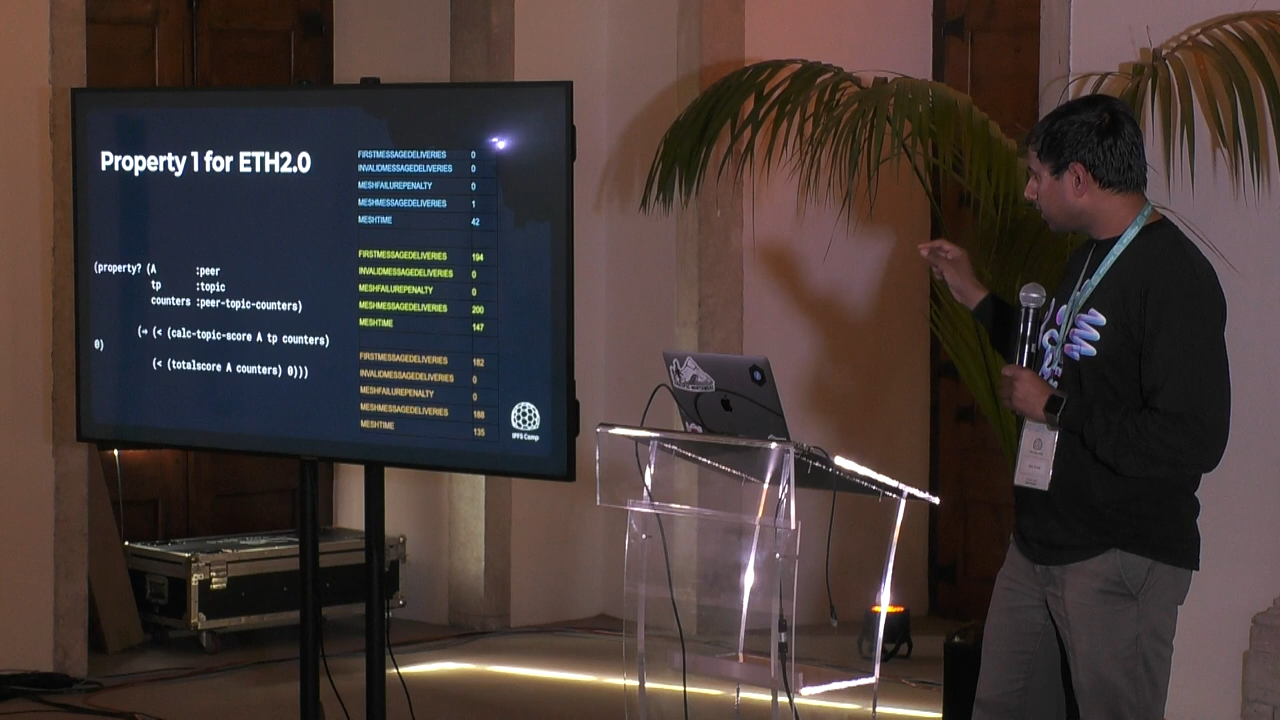 Property 1 for ETH2.0
(property? (A :peer
tp :topic
counters :peer-topic-counters)
(→ (< (calc-topic-score A tp counters)
0)
(< (totalscore A counters) 0)))
FIRSTMESSAGEDELIVERIES 0
INVALIDMESSAGEDELIVERIES 0
MESHFAILUREPENALTY 0
MESHMESSAGEDELIVERIES 1
MESHTIME 42
FIRSTMESSAGEDELIVERIES 194
INVALIDMESSAGEDELIVERIES 0
MESHFAILUREPENALTY 0
MESHMESSAGEDELIVERIES 200
MESHTIME 147
FIRSTMESSAGEDELIVERIES 182
INVALIDMESSAGEDELIVERIES 0
MESHFAILUREPENALTY 0
MESHMESSAGEDELIVERIES 188
MESHTIME 135
IPFS Camp